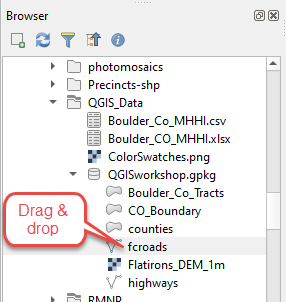 Browser
photomosaics
Precincts-shp
QGIS_Data
Boulder_Co_MHHI.csv
Boulder_Co_MHHI.xlsx
ColorSwatches.png
QGISworkshop.gpkg
Boulder_Co_Tracts
CO_Boundary
counties
Drag &
drop
fcroads
Flatirons_DEM_1m
highways
RMNP